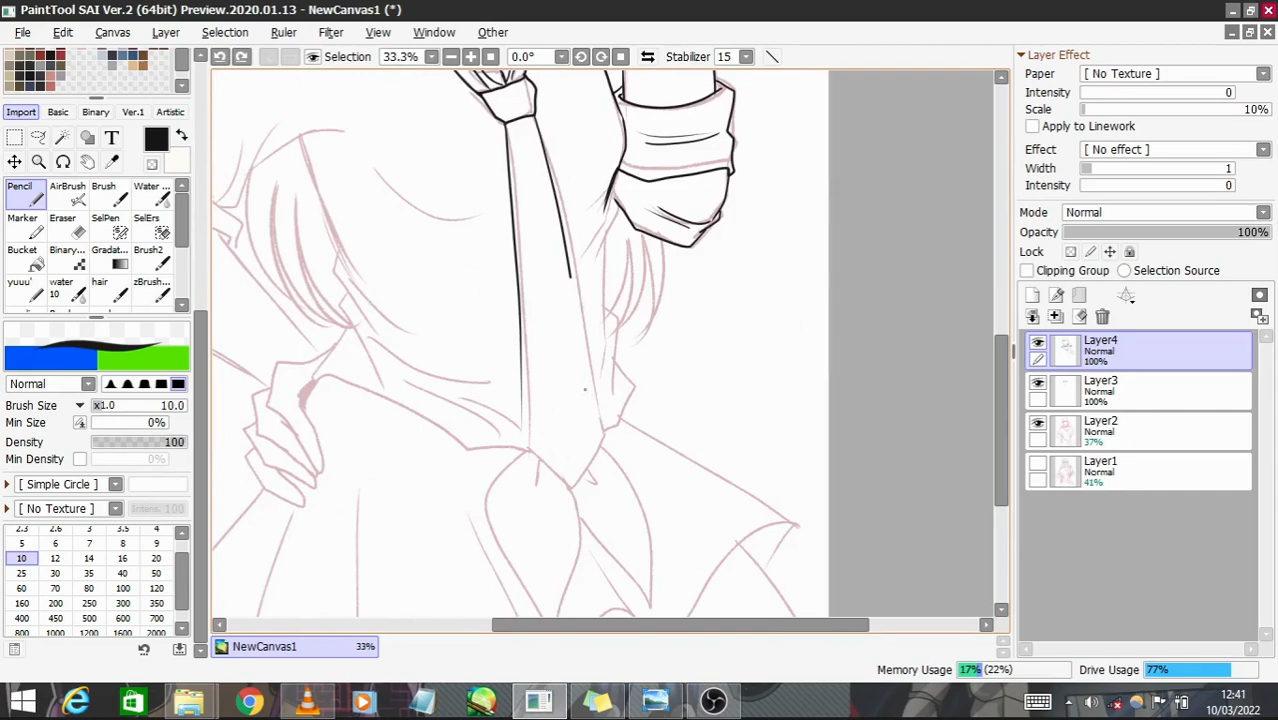 PaintTool SAI Ver.2 (64bit) Preview.2020.01.13 - NewCanvas1 (*)
File Edit Canvas Layer Selection Ruler Filter View Window Other
Selection 33.3% 0.0° Stabilizer 15
Import Basic Binary Ver.1 Artistic
T
Pencil AirBrush Brush Water ...
Marker Eraser SelPen SelErs
Bucket Binary... Gradat... Brush2
yuuu' water 10 hair zBrush...
Normal
Brush Size x1.0 10.0
Min Size 0%
Density 100
Min Density
[ Simple Circle ]
[ No Texture ] Intens. 100
2.3 2.6 3 3.5 4
5 6 7 8 9
10 12 14 16 20
25 30 35 40 50
60 70 80 100 120
160 200 250 300 350
400 450 500 600 700
800 1000 1200 1600 2000
Layer Effect
Paper [ No Texture ]
Intensity 0
Scale 10%
Apply to Linework
Effect [ No effect ]
Width 1
Intensity 0
Mode Normal
Opacity 100%
Lock
Clipping Group Selection Source
Layer4
Normal
100%
Layer3
Normal
100%
Layer2
Normal
37%
Layer1
Normal
41%
NewCanvas1 33%
Memory Usage 17% (22%) Drive Usage 77%
12:41
10/03/2022